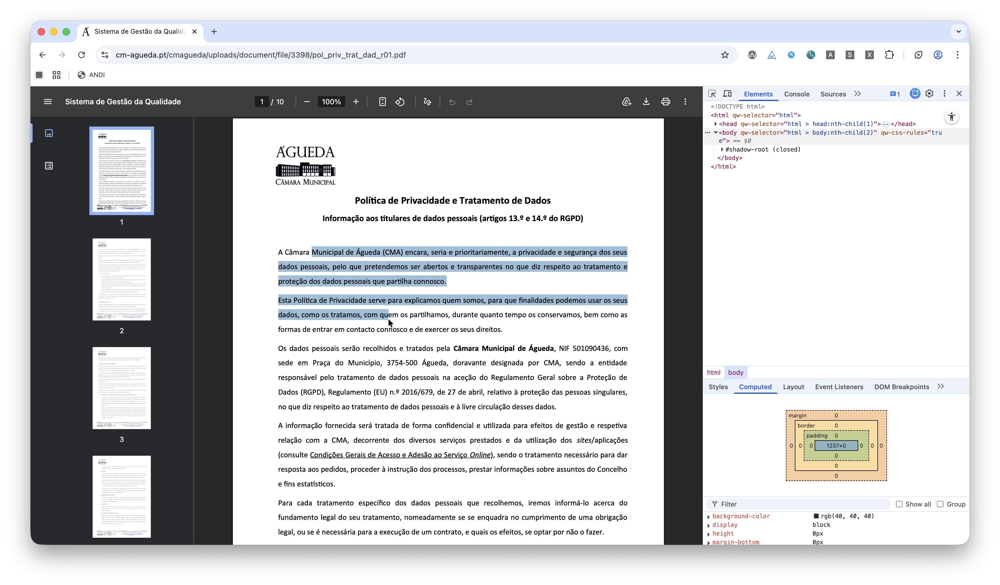 Sistema de Gestão da Qualida
cm-agueda.pt/cmagueda/uploads/document/file/3398/pol_priv_trat_dad_r01.pdf
ANDI
Sistema de Gestão da Qualidade
1 / 10
100%
1
2
3
ÁGUEDA
CÂMARA MUNICIPAL
Política de Privacidade e Tratamento de Dados
Informação aos titulares de dados pessoais (artigos 13.º e 14.º do RGPD)
A Câmara Municipal de Águeda (CMA) encara, seria e prioritariamente, a privacidade e segurança dos seus
dados pessoais, pelo que pretendemos ser abertos e transparentes no que diz respeito ao tratamento e
proteção dos dados pessoais que partilha connosco.
Esta Política de Privacidade serve para explicamos quem somos, para que finalidades podemos usar os seus
dados, como os tratamos, com quem os partilhamos, durante quanto tempo os conservamos, bem como as
formas de entrar em contacto connosco e de exercer os seus direitos.
Os dados pessoais serão recolhidos e tratados pela Câmara Municipal de Águeda, NIF 501090436, com
sede em Praça do Município, 3754-500 Águeda, doravante designada por CMA, sendo a entidade
responsável pelo tratamento de dados pessoais na aceção do Regulamento Geral sobre a Proteção de
Dados (RGPD), Regulamento (EU) n.º 2016/679, de 27 de abril, relativo à proteção das pessoas singulares,
no que diz respeito ao tratamento de dados pessoais e à livre circulação desses dados.
A informação fornecida será tratada de forma confidencial e utilizada para efeitos de gestão e respetiva
relação com a CMA, decorrente dos diversos serviços prestados e da utilização dos sites/aplicações
(consulte Condições Gerais de Acesso e Adesão ao Serviço Online), sendo o tratamento necessário para dar
resposta aos pedidos, proceder à instrução dos processos, prestar informações sobre assuntos do Concelho
e fins estatísticos.
Para cada tratamento específico dos dados pessoais que recolhemos, iremos informá-lo acerca do
fundamento legal do seu tratamento, nomeadamente se se enquadra no cumprimento de uma obrigação
legal, ou se é necessária para a execução de um contrato, e quais os efeitos, se optar por não o fazer.
Elements Console Sources 1
<!DOCTYPE html>
<html qw-selector="html">
<head qw-selector="html > head:nth-child(1)"> … </head>
<body qw-selector="html > body:nth-child(2)" qw-css-rules="tru
e"> == $0
#shadow-root (closed)
</body>
</html>
html body
Styles Computed Layout Event Listeners DOM Breakpoints
margin 0
border 0
padding 0
0 0 0 1237×0 0 0 0
0
0
0
Filter Show all Group
background-color rgb(40, 40, 40)
display block
height 0px
margin-bottom 0px